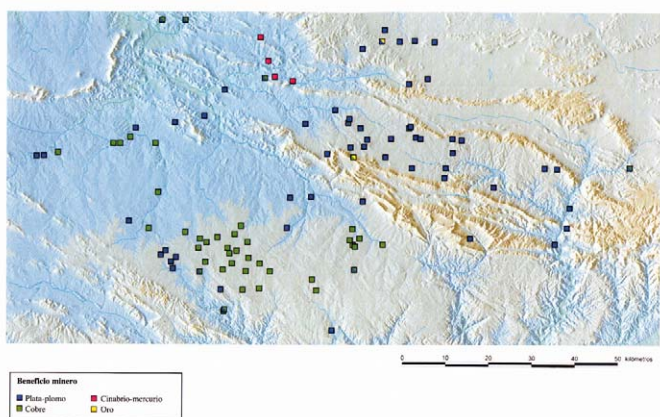 0 10 20 30 40 50 kilómetros
Beneficio minero
Plata-plomo Cinabrio-mercurio
Cobre Oro